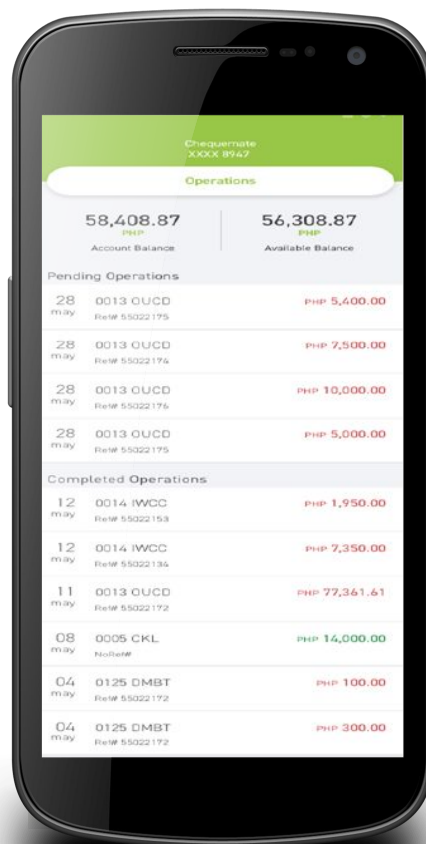 Chequemate
XXXX 8947
Operations
58,408.87
PHP
Account Balance
56,308.87
PHP
Available Balance
Pending Operations
28 may 0013 OUCD PHP 5,400.00
Ref# 55022175
28 may 0013 OUCD PHP 7,500.00
Ref# 55022174
28 may 0013 OUCD PHP 10,000.00
Ref# 55022176
28 may 0013 OUCD PHP 5,000.00
Ref# 55022175
Completed Operations
12 may 0014 IWCC PHP 1,950.00
Ref# 55022153
12 may 0014 IWCC PHP 7,350.00
Ref# 55022136
11 may 0013 OUCD PHP 77,361.61
Ref# 55022172
08 may 0005 CKL PHP 14,000.00
NoRef#
04 may 0125 DMBT PHP 100.00
Ref# 55022172
04 may 0125 DMBT PHP 300.00
Ref# 55022172